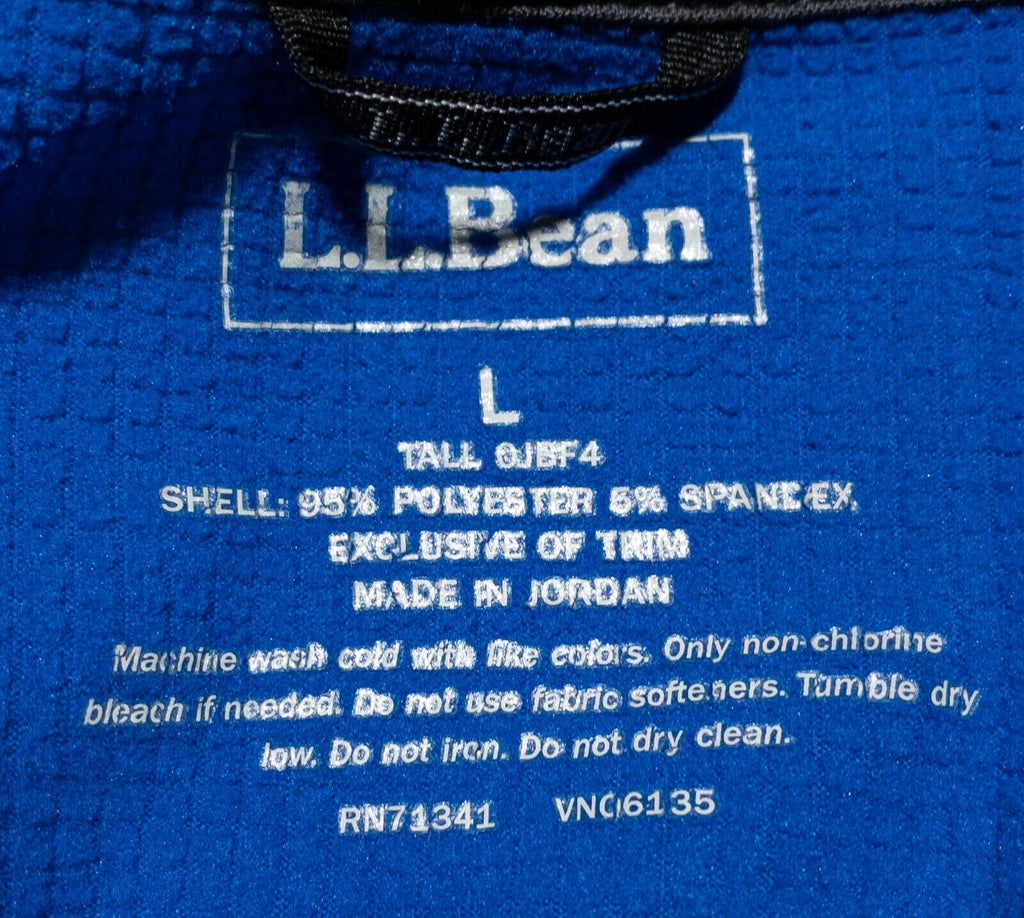 L.L.Bean
L.L.Bean
L
TALL 0JBF4
SHELL: 95% POLYESTER 5% SPANDEX,
EXCLUSIVE OF TRIM
MADE IN JORDAN
Machine wash cold with like colors. Only non-chlorine
bleach if needed. Do not use fabric softeners. Tumble dry
low. Do not iron. Do not dry clean.
RN71341 VN06135